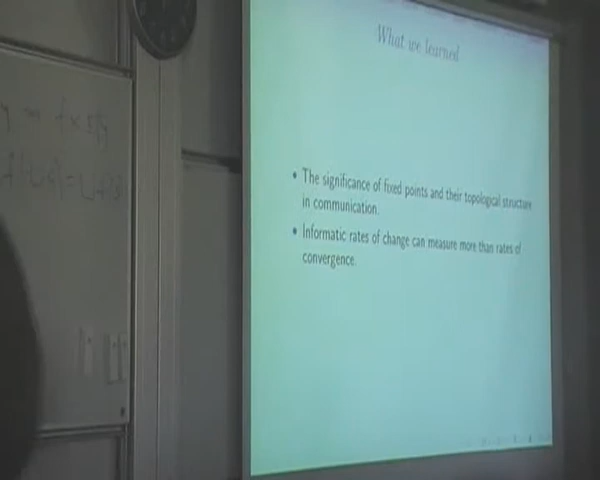 What we learned
• The significance of fixed points and their topological structure
in communication.
• Informatic rates of change can measure more than rates of
convergence.